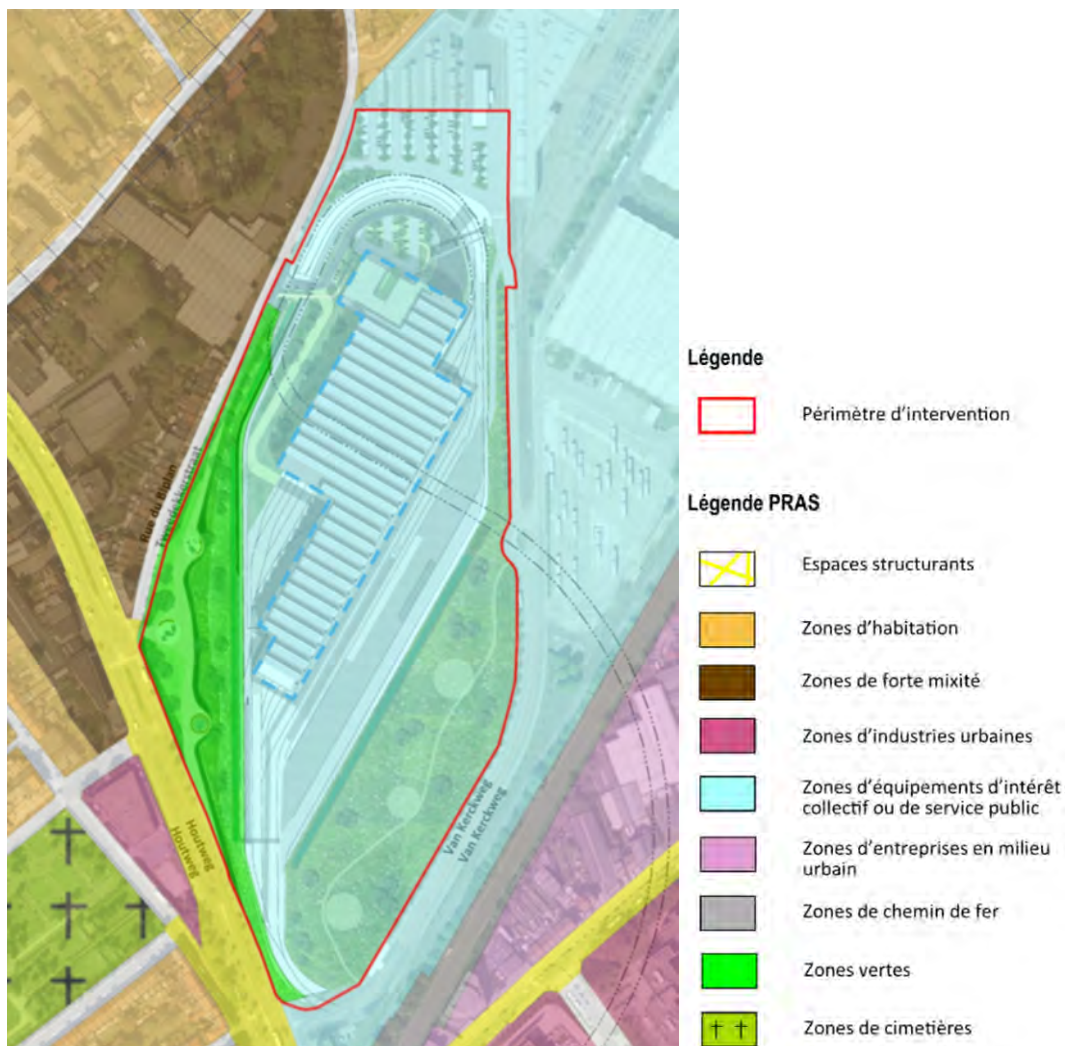 Rue du Biplan
Tweedekkerstraat
Houtweg
Houtweg
Van Kerckweg
Van Kerckweg
Légende
Périmètre d'intervention
Légende PRAS
Espaces structurants
Zones d'habitation
Zones de forte mixité
Zones d'industries urbaines
Zones d'équipements d'intérêt
collectif ou de service public
Zones d'entreprises en milieu
urbain
Zones de chemin de fer
Zones vertes
Zones de cimetières